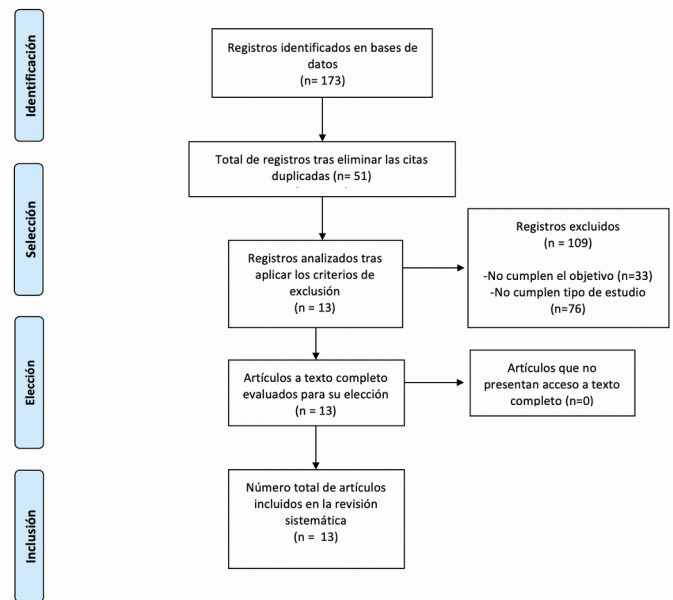 Identificación
Registros identificados en bases de
datos
(n= 173)
Total de registros tras eliminar las citas
duplicadas (n= 51)
Selección
Registros analizados tras
aplicar los criterios de
exclusión
(n = 13)
Registros excluidos
(n = 109)
-No cumplen el objetivo (n=33)
-No cumplen tipo de estudio
(n=76)
Elección
Artículos a texto completo
evaluados para su elección
(n = 13)
Artículos que no
presentan acceso a texto
completo (n=0)
Inclusión
Número total de artículos
incluidos en la revisión
sistemática
(n =  13)